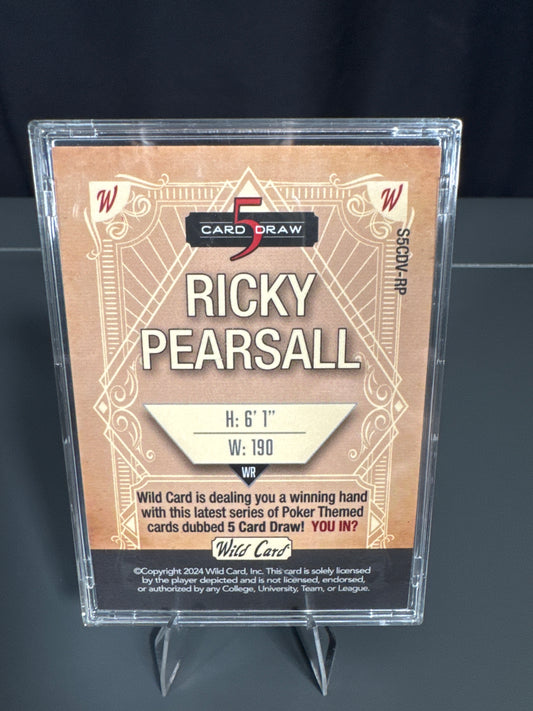 W
W
5
CARD DRAW
S5CDV-RP
RICKY
PEARSALL
H: 6' 1"
W: 190
WR
Wild Card is dealing you a winning hand
with this latest series of Poker Themed
cards dubbed 5 Card Draw! YOU IN?
Wild Card
©Copyright 2024 Wild Card, Inc. This card is solely licensed
by the player depicted and is not licensed, endorsed,
or authorized by any College, University, Team, or League.